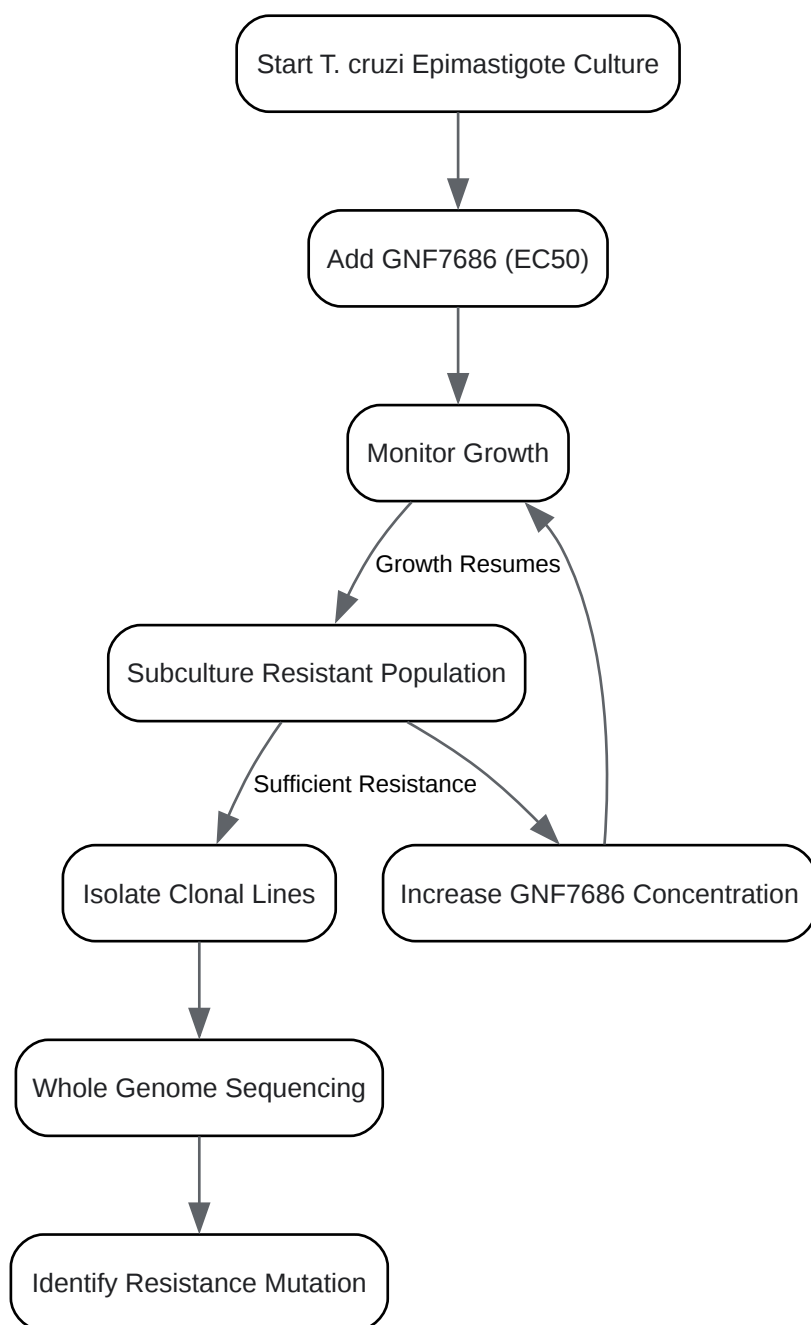 Start T. cruzi Epimastigote Culture
Add GNF7686 (EC50)
Monitor Growth
Growth Resumes
Subculture Resistant Population
Sufficient Resistance
Isolate Clonal Lines
Increase GNF7686 Concentration
Whole Genome Sequencing
Identify Resistance Mutation